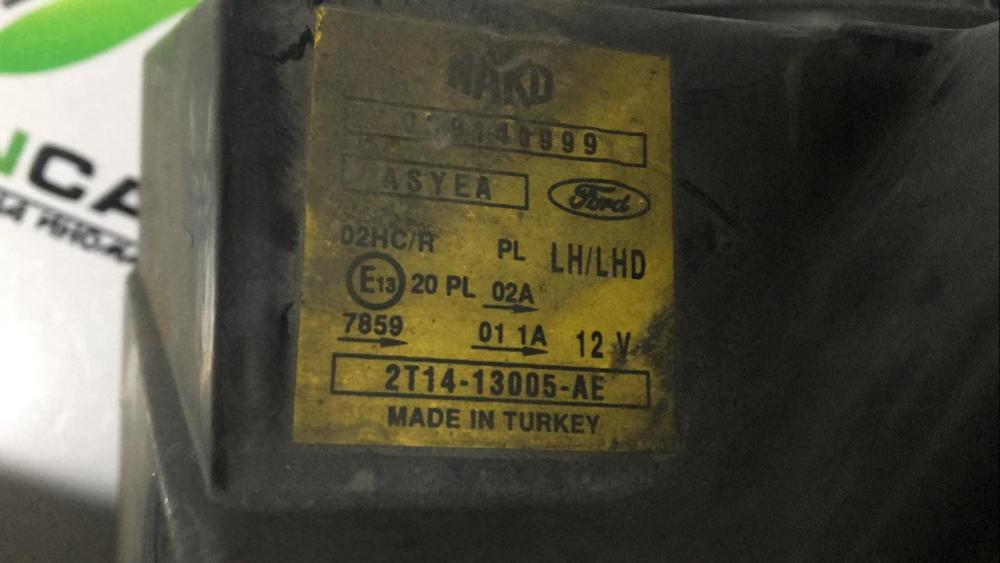 MAKO
ASYEA
Ford
02HC/R PL LH/LHD
E13 20 PL 02A
7859 01 1A 12 V
2T14-13005-AE
MADE IN TURKEY